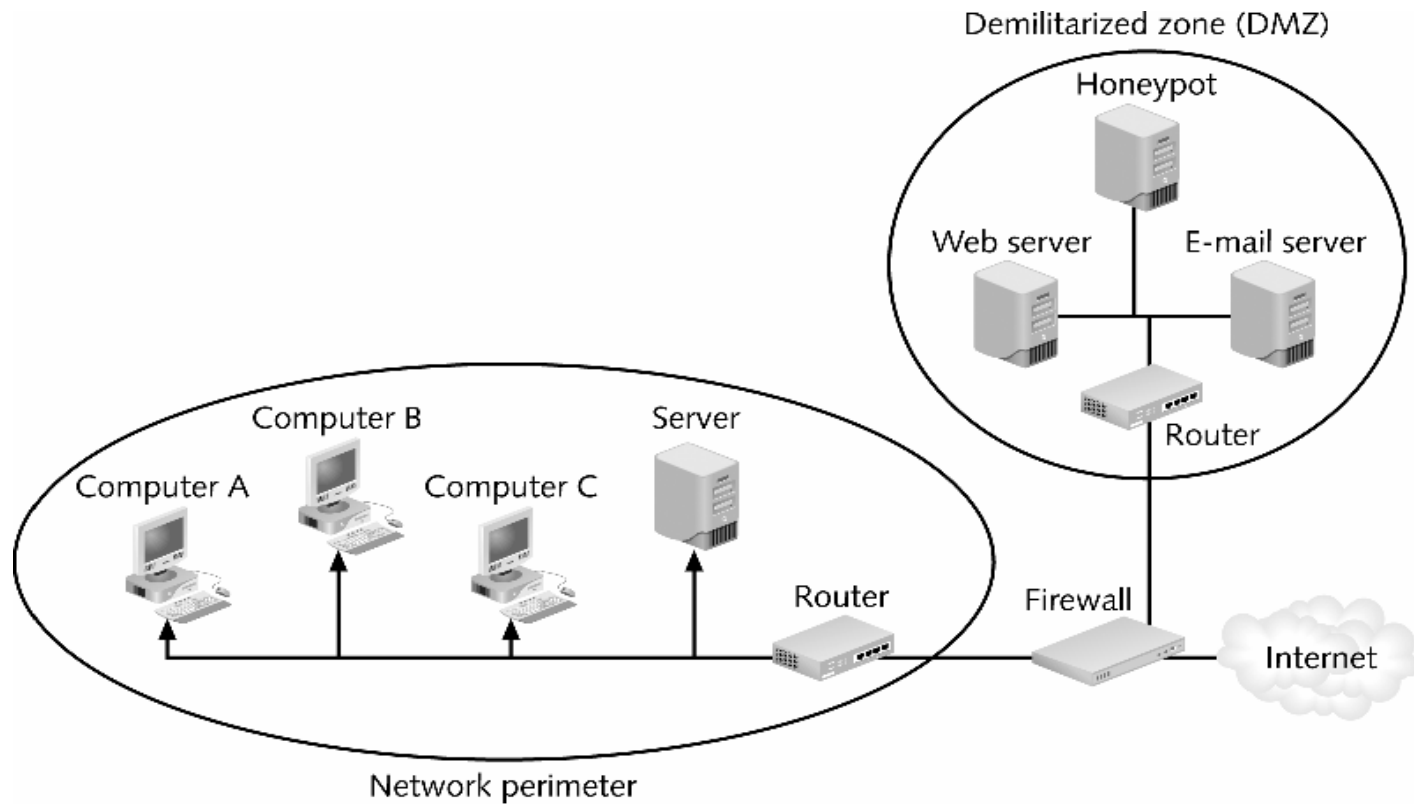 Demilitarized zone (DMZ)
Honeypot
Web server
E-mail server
Router
Computer B
Server
Computer A
Computer C
Router
Firewall
Internet
Network perimeter